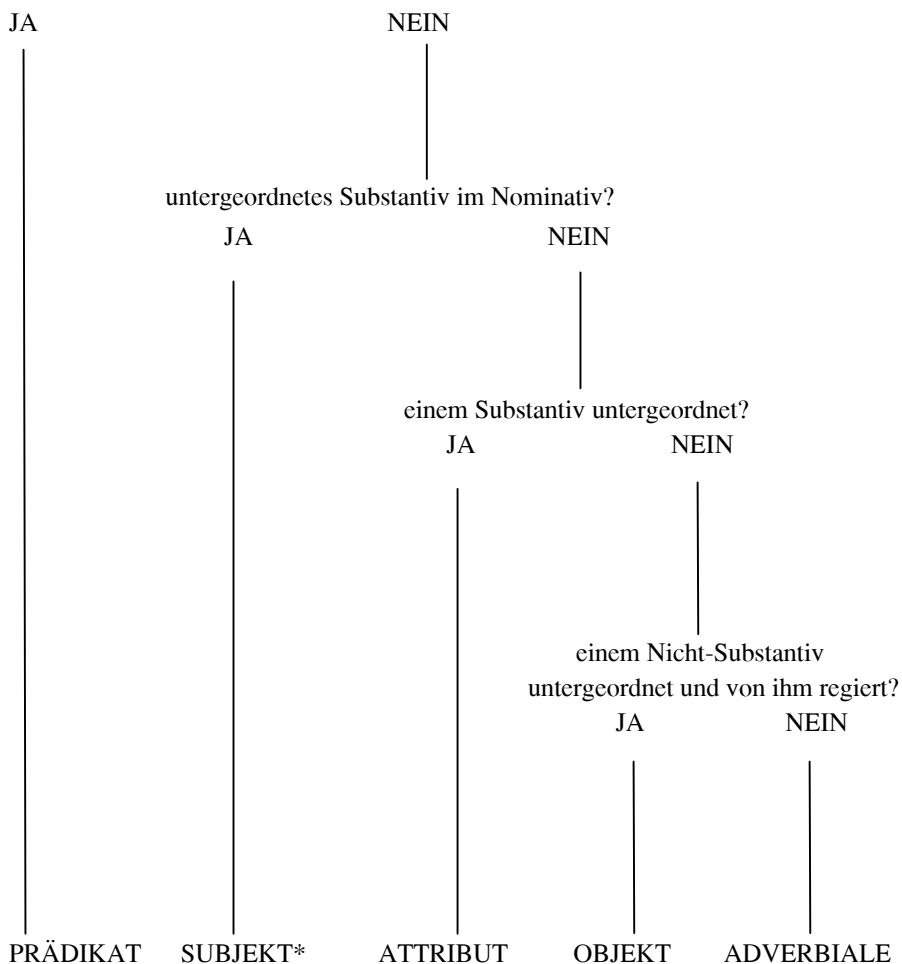 JA NEIN
untergeordnetes Substantiv im Nominativ?
JA NEIN
einem Substantiv untergeordnet?
JA NEIN
einem Nicht-Substantiv
untergeordnet und von ihm regiert?
JA NEIN
PRÄDIKAT SUBJEKT* ATTRIBUT OBJEKT ADVERBIALE